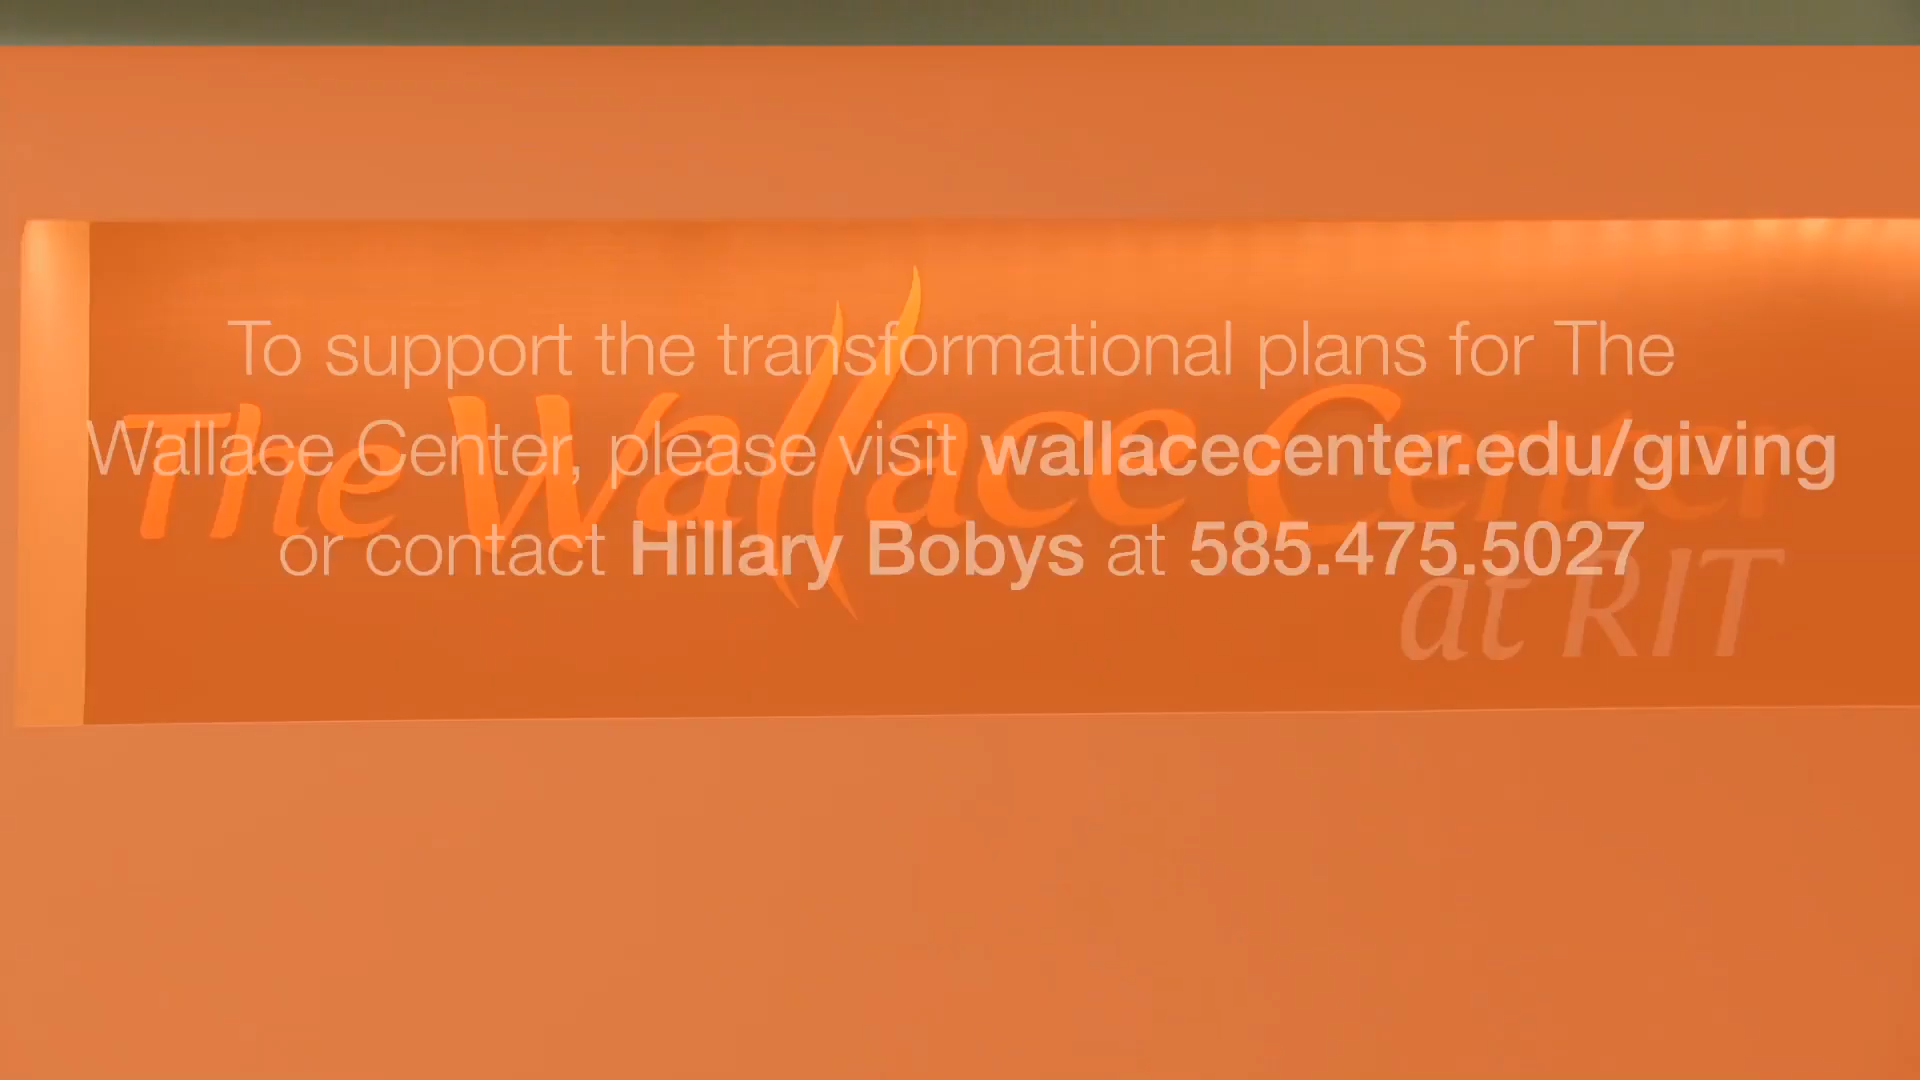 To support the transformational plans for The
Wallace Center, please visit wallacecenter.edu/giving
or contact Hillary Bobys at 585.475.5027
The Wallace Center
at RIT